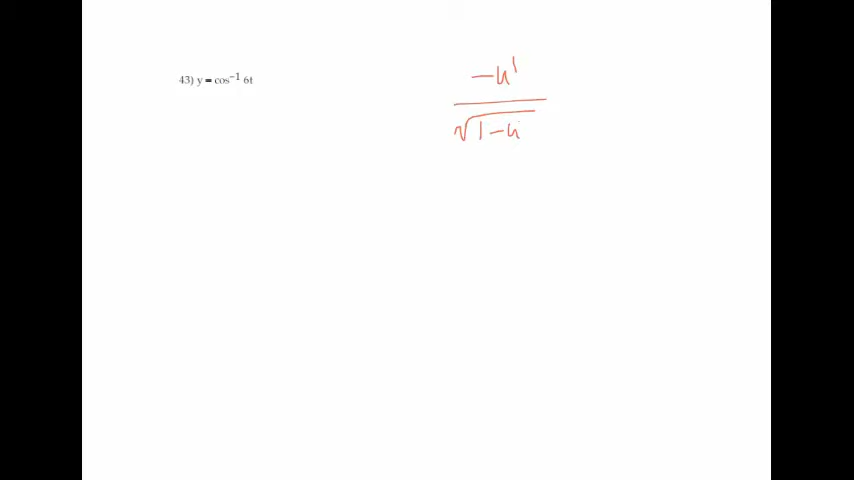 43) y = cos⁻¹ 6t
-u'
√1-u